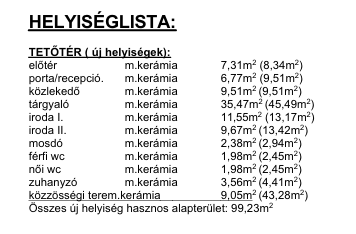 HELYISÉGLISTA:
TETŐTÉR ( új helyiségek):
előtér m.kerámia 7,31m² (8,34m²)
porta/recepció. m.kerámia 6,77m² (9,51m²)
közlekedő m.kerámia 9,51m² (9,51m²)
tárgyaló m.kerámia 35,47m² (45,49m²)
iroda I. m.kerámia 11,55m² (13,17m²)
iroda II. m.kerámia 9,67m² (13,42m²)
mosdó m.kerámia 2,38m² (2,94m²)
férfi wc m.kerámia 1,98m² (2,45m²)
női wc m.kerámia 1,98m² (2,45m²)
zuhanyzó m.kerámia 3,56m² (4,41m²)
közzösségi terem.kerámia 9,05m² (43,28m²)
Összes új helyiség hasznos alapterület: 99,23m²